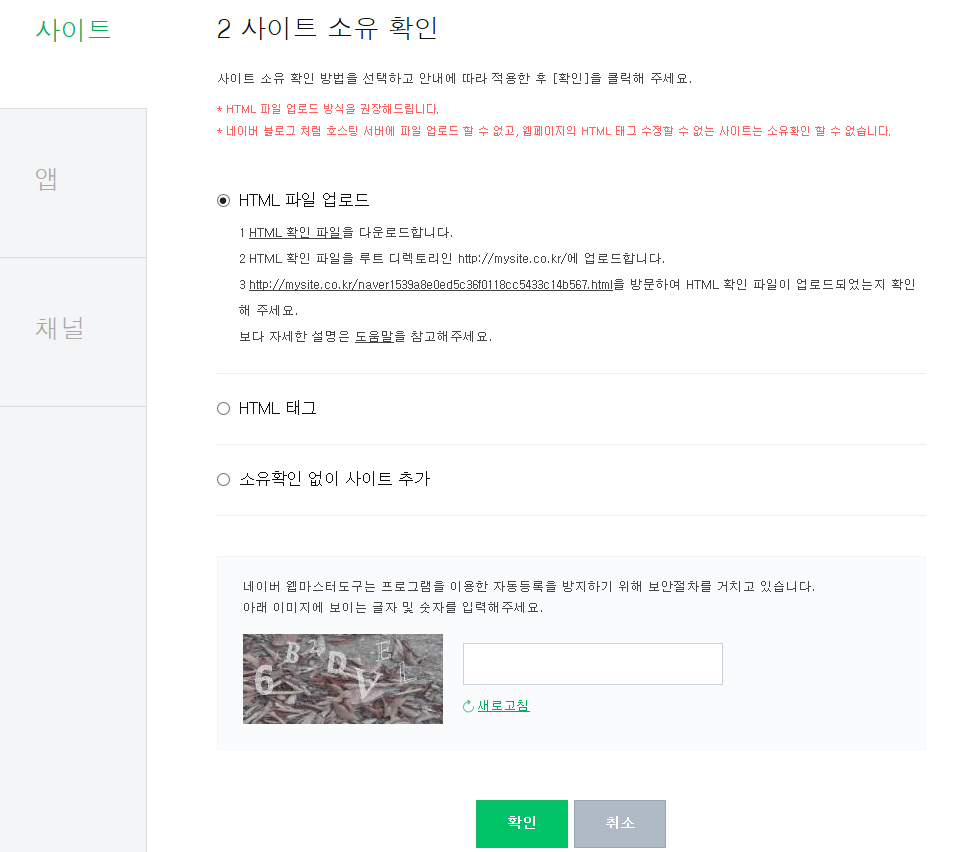 사이트
앱
채널
2 사이트 소유 확인
사이트 소유 확인 방법을 선택하고 안내에 따라 적용한 후 [확인]을 클릭해 주세요.
* HTML 파일 업로드 방식을 권장해드립니다.
* 네이버 블로그 처럼 호스팅 서버에 파일 업로드 할 수 없고, 웹페이지의 HTML 태그 수정할 수 없는 사이트는 소유확인 할 수 없습니다.
HTML 파일 업로드
1 HTML 확인 파일을 다운로드합니다.
2 HTML 확인 파일을 루트 디렉토리인 http://mysite.co.kr/에 업로드합니다.
3 http://mysite.co.kr/naver1539a8e0ed5c36f0118cc5433c14b567.html을 방문하여 HTML 확인 파일이 업로드되었는지 확인
해 주세요.
보다 자세한 설명은 도움말을 참고해주세요.
HTML 태그
소유확인 없이 사이트 추가
네이버 웹마스터도구는 프로그램을 이용한 자동등록을 방지하기 위해 보안절차를 거치고 있습니다.
아래 이미지에 보이는 글자 및 숫자를 입력해주세요.
새로고침
확인
취소